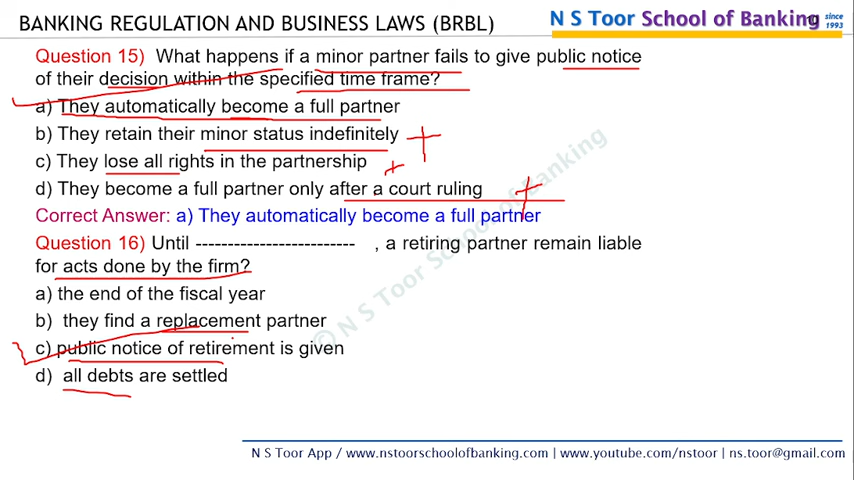 BANKING REGULATION AND BUSINESS LAWS (BRBL)
N S Toor School of Banking since 1993
Question 15) What happens if a minor partner fails to give public notice
of their decision within the specified time frame?
a) They automatically become a full partner
b) They retain their minor status indefinitely
c) They lose all rights in the partnership
d) They become a full partner only after a court ruling
Correct Answer: a) They automatically become a full partner
Question 16) Until -------------------------- , a retiring partner remain liable
for acts done by the firm?
a) the end of the fiscal year
b) they find a replacement partner
c) public notice of retirement is given
d) all debts are settled
© N S Toor School of Banking
N S Toor App / www.nstoorschoolofbanking.com | www.youtube.com/nstoor | ns.toor@gmail.com